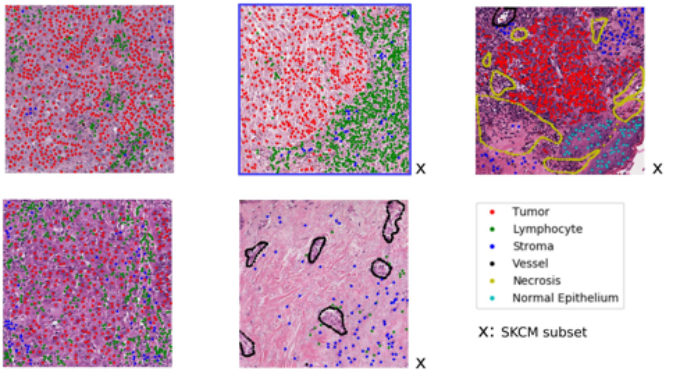 x
x
x
Tumor
Lymphocyte
Stroma
Vessel
Necrosis
Normal Epithelium
x: SKCM subset